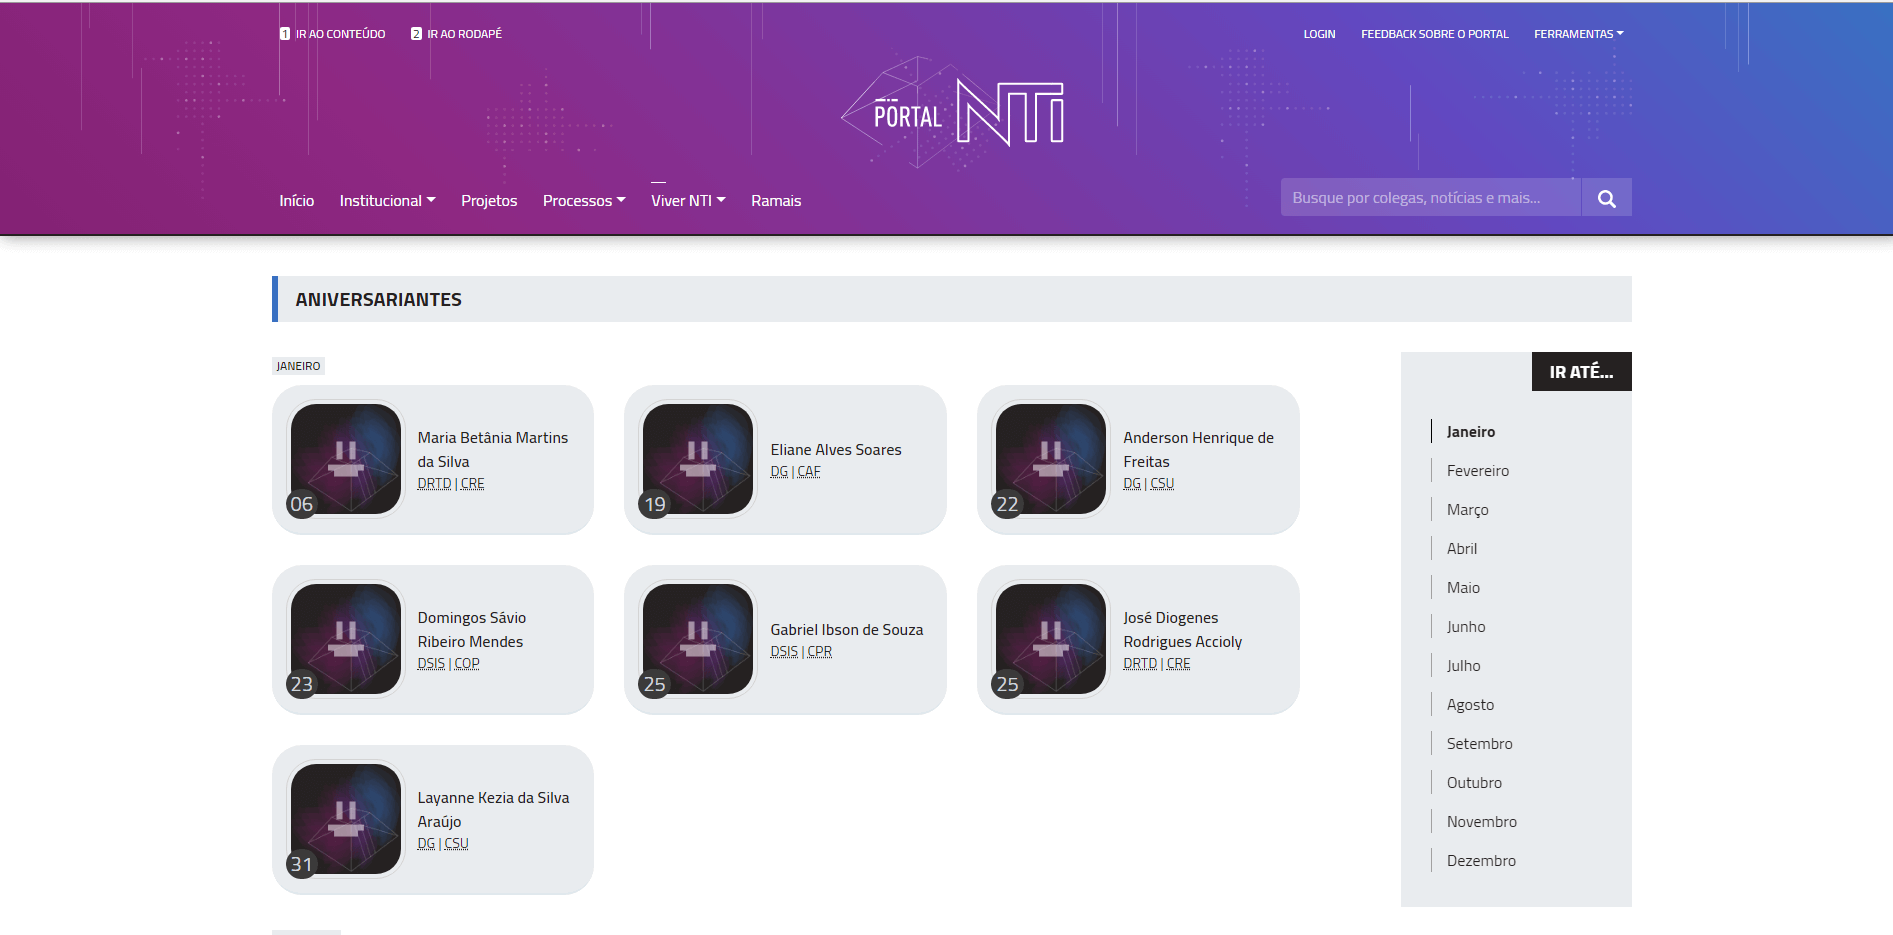 1 IR AO CONTEÚDO 2 IR AO RODAPÉ LOGIN FEEDBACK SOBRE O PORTAL FERRAMENTAS
PORTAL NTI
Início Institucional Projetos Processos Viver NTI Ramais Busque por colegas, notícias e mais...
ANIVERSARIANTES
JANEIRO
06
Maria Betânia Martins
da Silva
DRTD | CRE
19
Eliane Alves Soares
DG | CAF
22
Anderson Henrique de
Freitas
DG | CSU
23
Domingos Sávio
Ribeiro Mendes
DSIS | COP
25
Gabriel Ibson de Souza
DSIS | CPR
25
José Diogenes
Rodrigues Accioly
DRTD | CRE
31
Layanne Kezia da Silva
Araújo
DG | CSU
IR ATÉ...
Janeiro
Fevereiro
Março
Abril
Maio
Junho
Julho
Agosto
Setembro
Outubro
Novembro
Dezembro